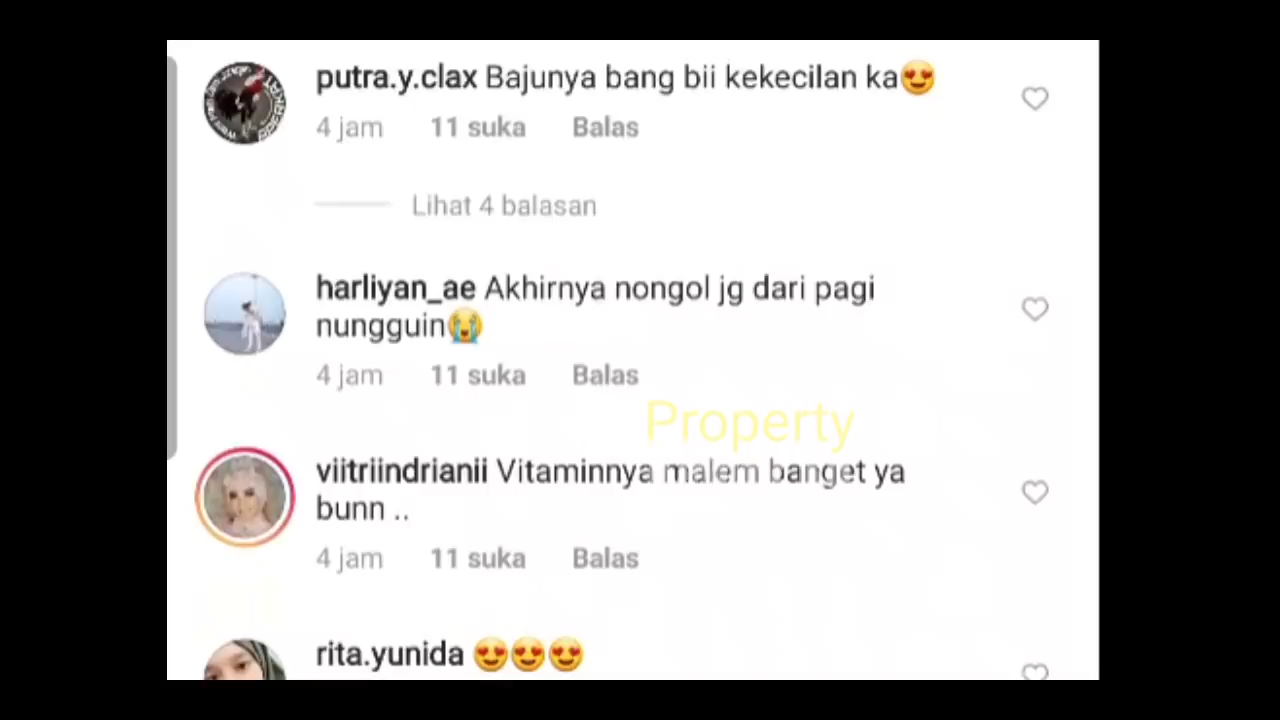 putra.y.clax Bajunya bang bii kekecilan ka😍
4 jam 11 suka Balas
Lihat 4 balasan
harliyan_ae Akhirnya nongol jg dari pagi
nungguin😭
4 jam 11 suka Balas
Property
viitriindrianii Vitaminnya malem banget ya
bunn ..
4 jam 11 suka Balas
rita.yunida 😍😍😍